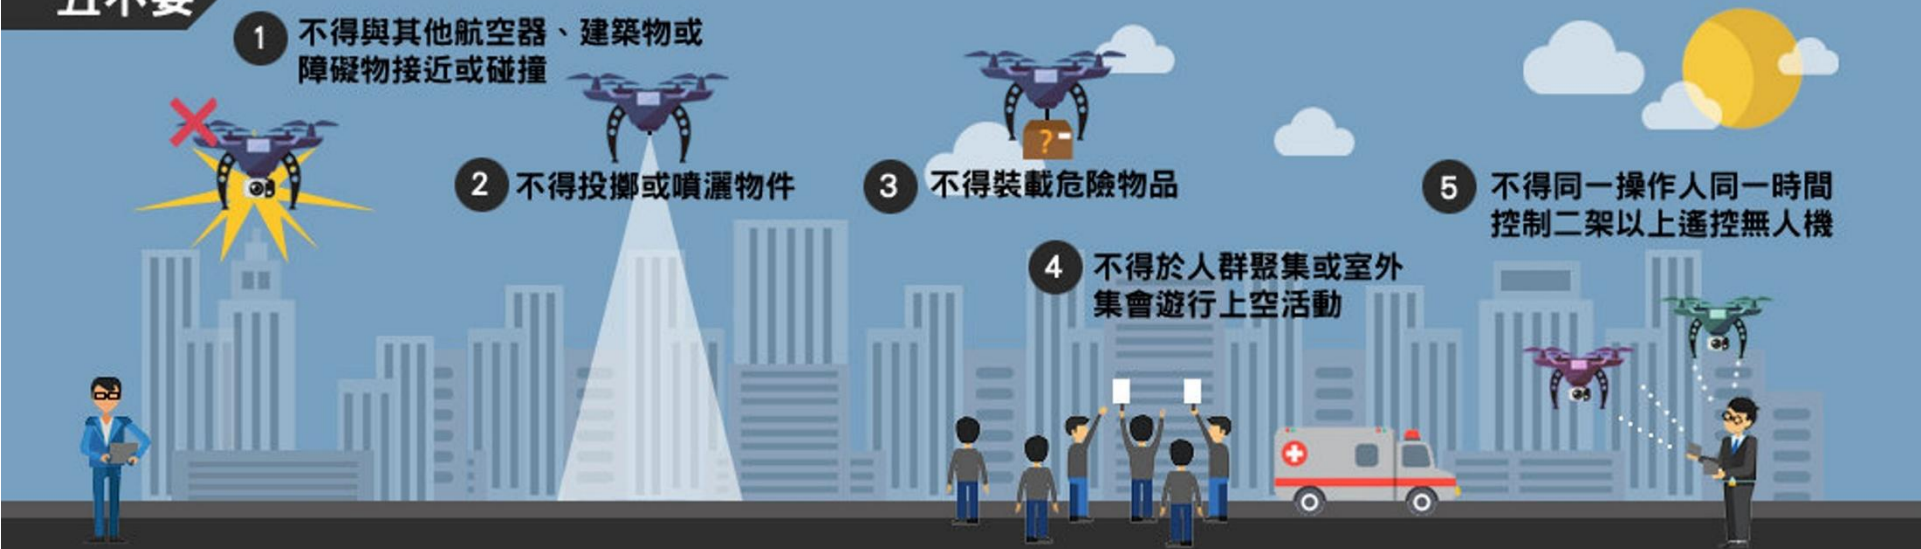 五不要
1
不得與其他航空器、建築物或
障礙物接近或碰撞
2 不得投擲或噴灑物件
3 不得裝載危險物品
?
4
不得於人群聚集或室外
集會遊行上空活動
5
不得同一操作人同一時間
控制二架以上遙控無人機